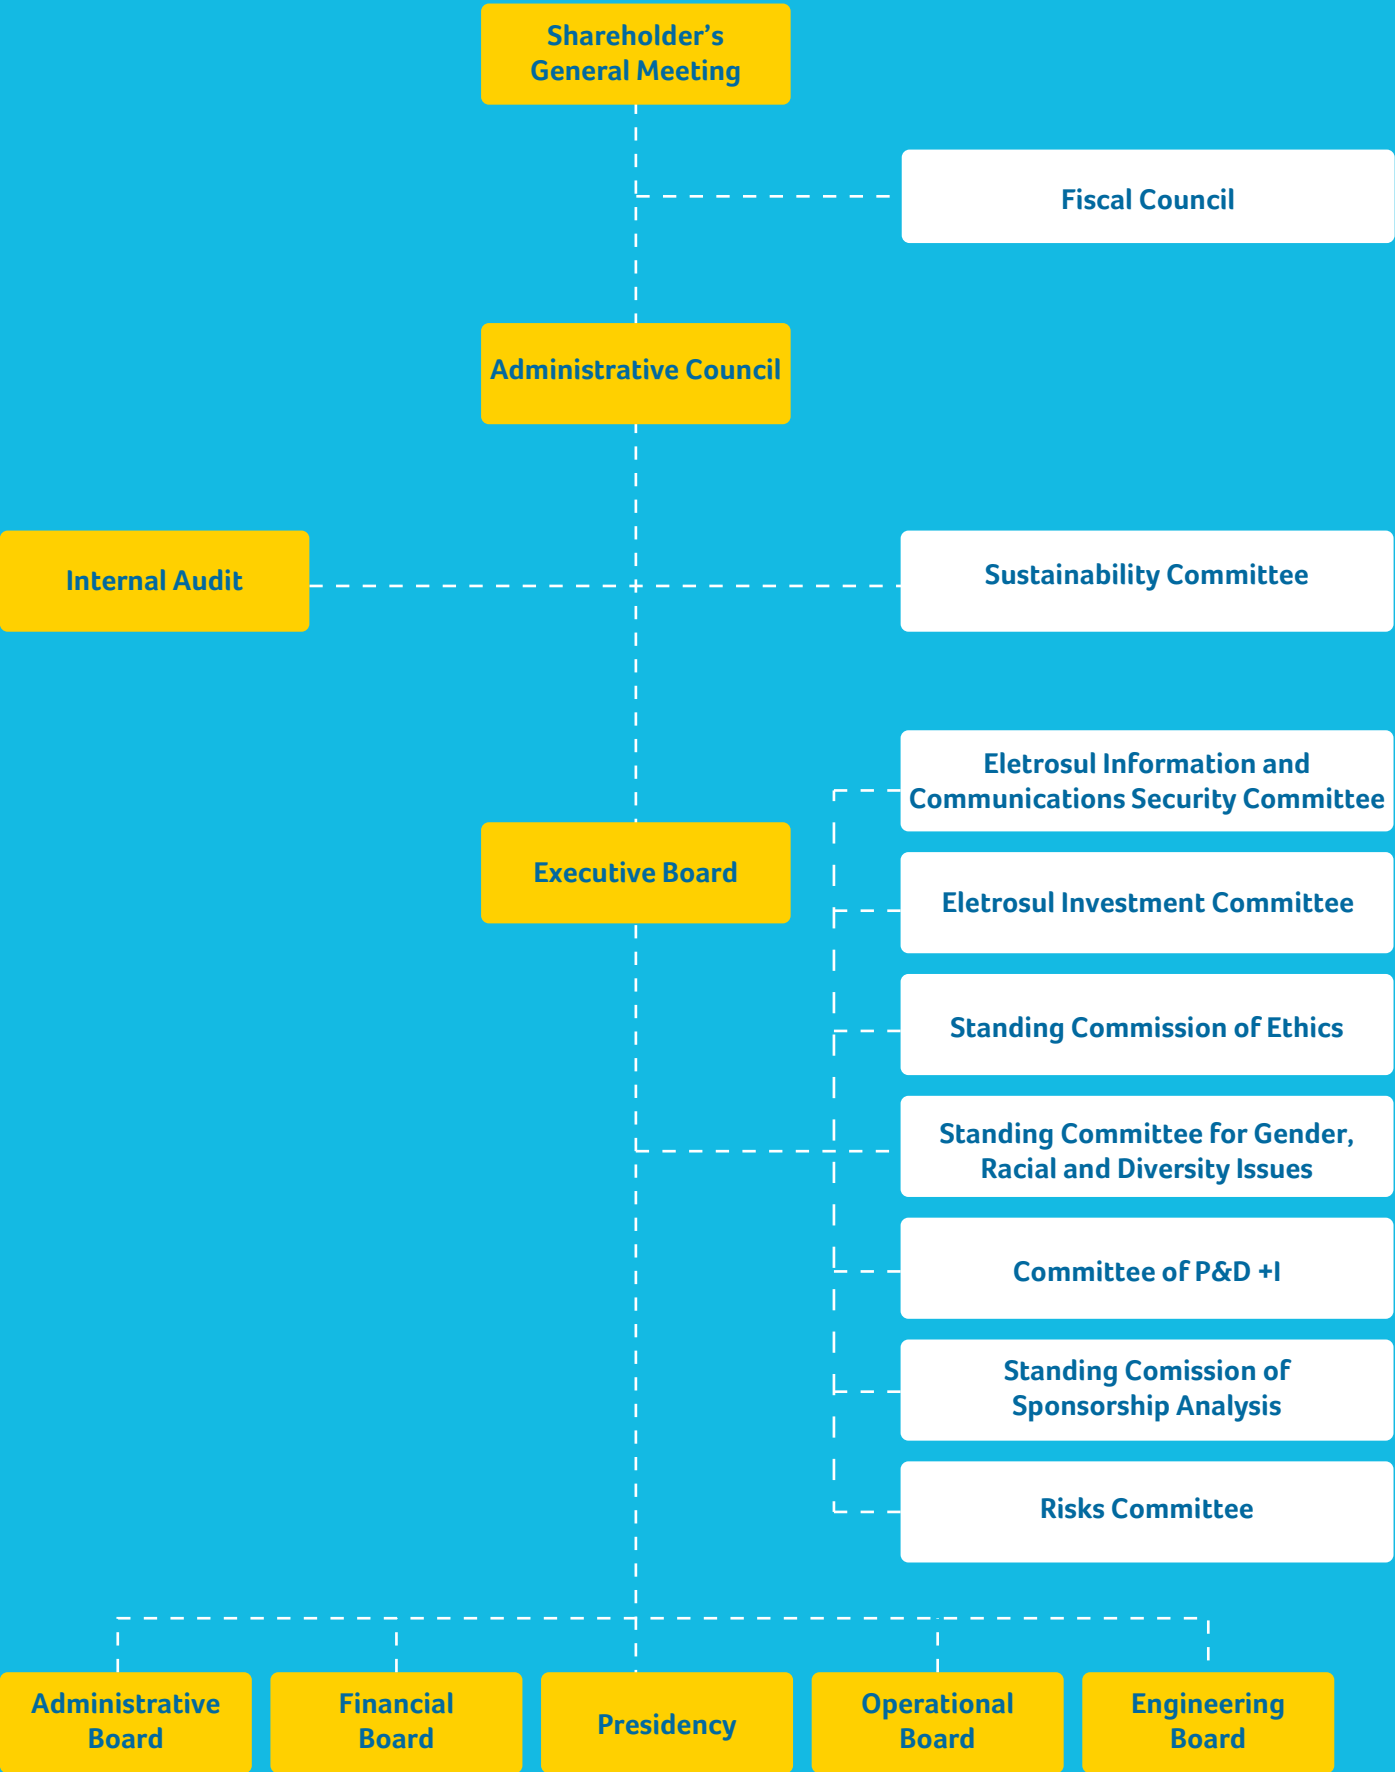 Shareholder’s
General Meeting
Fiscal Council
Administrative Council
Internal Audit
Sustainability Committee
Eletrosul Information and
Communications Security Committee
Executive Board
Eletrosul Investment Committee
Standing Commission of Ethics
Standing Committee for Gender,
Racial and Diversity Issues
Committee of P&D +I
Standing Comission of
Sponsorship Analysis
Risks Committee
Administrative
Board
Financial
Board
Presidency
Operational
Board
Engineering
Board